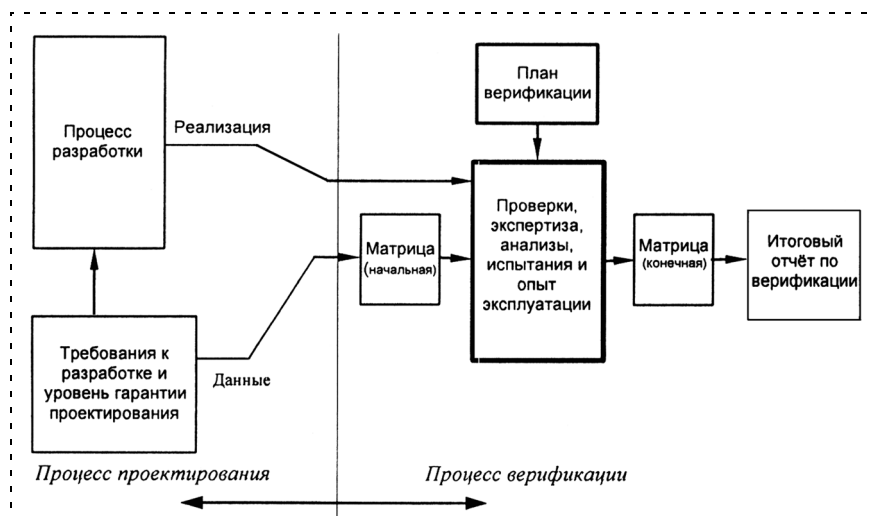 План
верификации
Процесс
разработки
Реализация
Проверки,
экспертиза,
анализы,
испытания и
опыт
эксплуатации
Матрица
(начальная)
Матрица
(конечная)
Итоговый
отчёт по
верификации
Требования к
разработке и
уровень гарантии
проектирования
Данные
Процесс проектирования
Процесс верификации